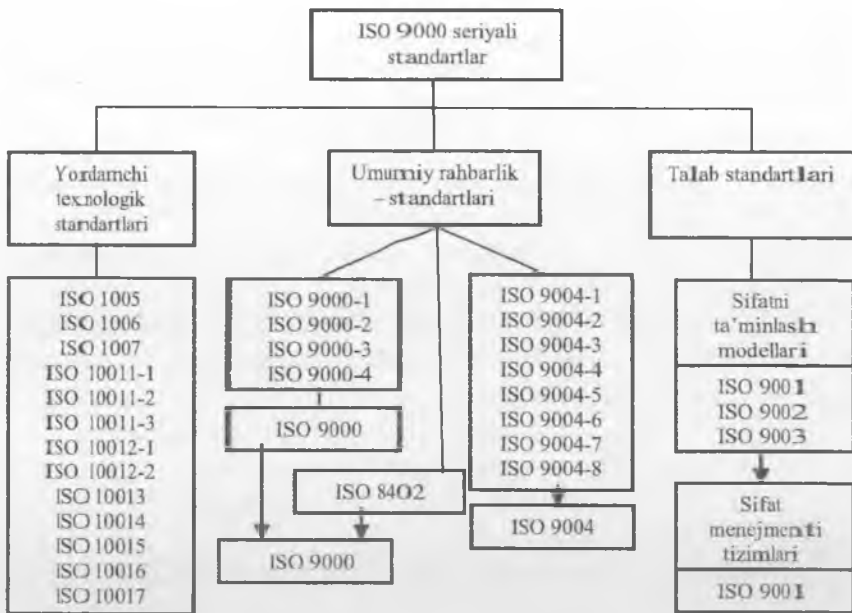 ISO 9000 seriyali
standartlar
Yordamchi
texnologik
standartlari
Umumiy rahbarlik
– standartlari
Talab standartlari
ISO 1005
ISO 1006
ISO 1007
ISO 10011-1
ISO 10011-2
ISO 10011-3
ISO 10012-1
ISO 10012-2
ISO 10013
ISO 10014
ISO 10015
ISO 10016
ISO 10017
ISO 9000-1
ISO 9000-2
ISO 9000-3
ISO 9000-4
ISO 9000
ISO 8402
ISO 9000
ISO 9004-1
ISO 9004-2
ISO 9004-3
ISO 9004-4
ISO 9004-5
ISO 9004-6
ISO 9004-7
ISO 9004-8
ISO 9004
Sifatni
ta’minlash
modellari
ISO 9001
ISO 9002
ISO 9003
Sifat
menejmenti
tizimlari
ISO 9001